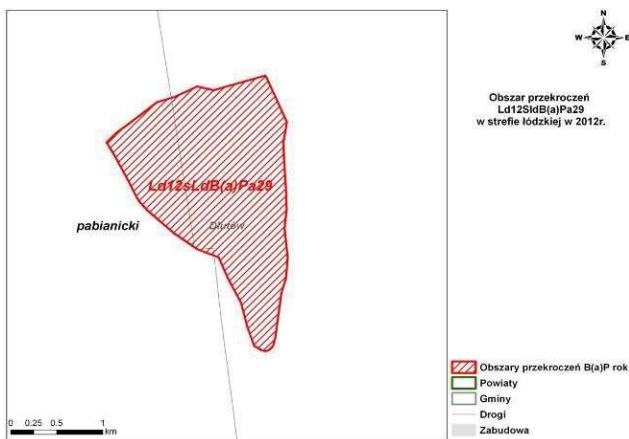 N
W E
S
Obszar przekroczeń
Ld12SldB(a)Pa29
w strefie łódzkiej w 2012r.
Ld12sLdB(a)Pa29
pabianicki
Dłutów
Obszary przekroczeń B(a)P rok
Powiaty
Gminy
Drogi
Zabudowa
0 0.25 0.5 1
km